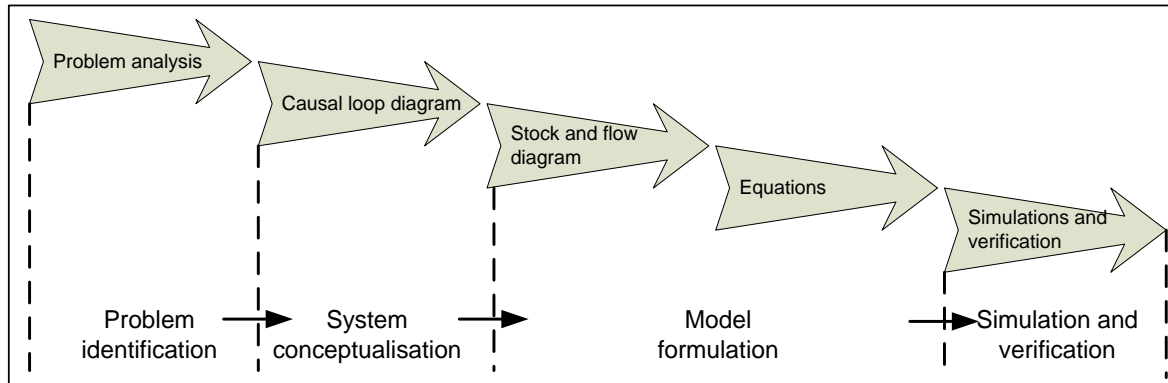 Problem analysis
Causal loop diagram
Stock and flow
diagram
Equations
Simulations and
verification
Problem
identification
System
conceptualisation
Model
formulation
Simulation and
verification